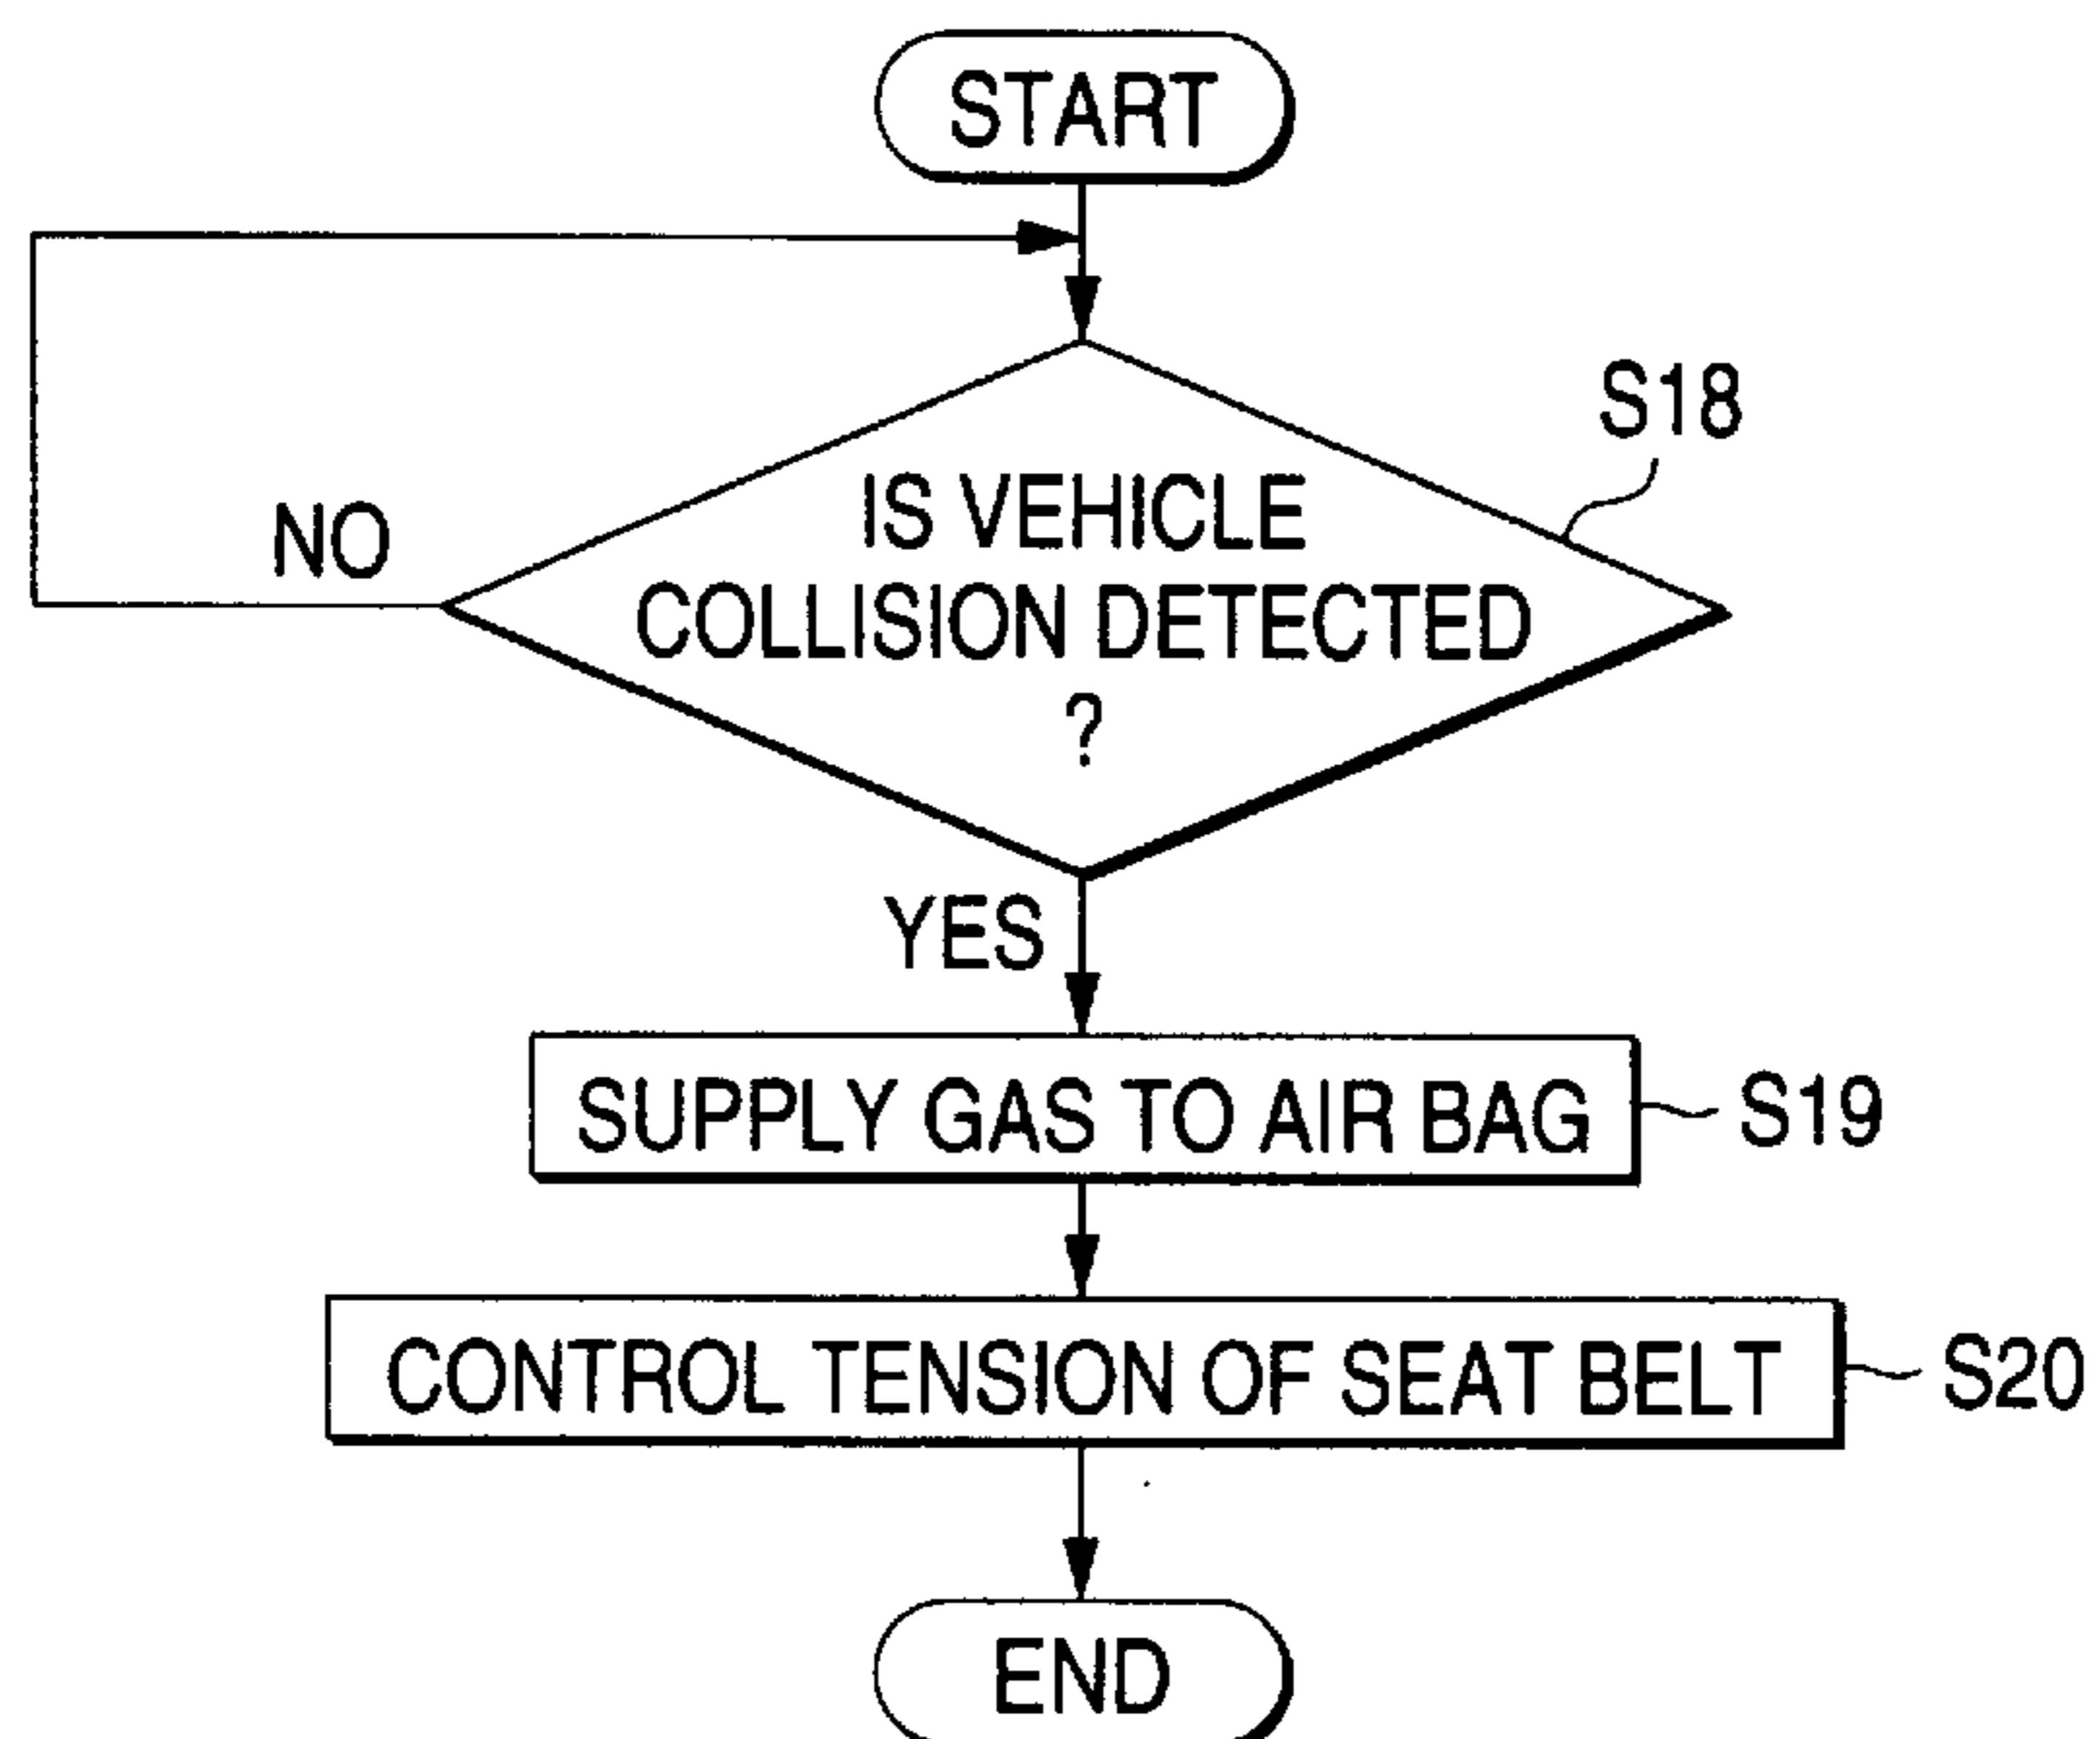 START
S18
IS VEHICLE
COLLISION DETECTED
?
NO
YES
SUPPLY GAS TO AIR BAG
S19
CONTROL TENSION OF SEAT BELT
S20
END